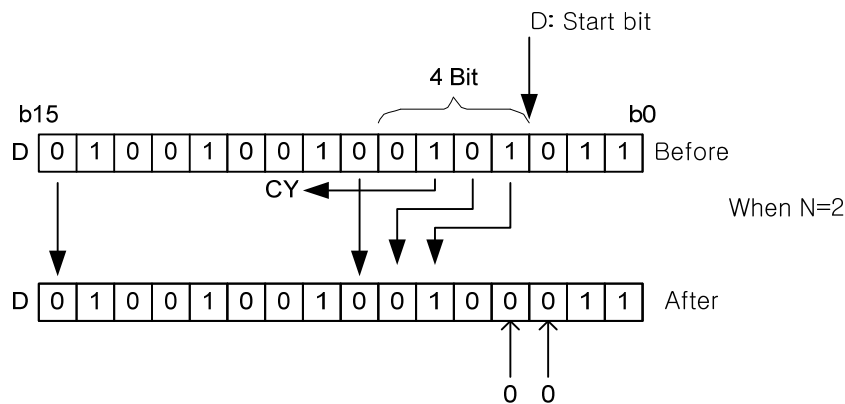 D: Start bit
4 Bit
b15 b0
D 0 1 0 0 1 0 0 1 0 0 1 0 1 0 1 1 Before
CY
When N=2
D 0 1 0 0 1 0 0 1 0 0 1 0 0 0 1 1 After
0 0